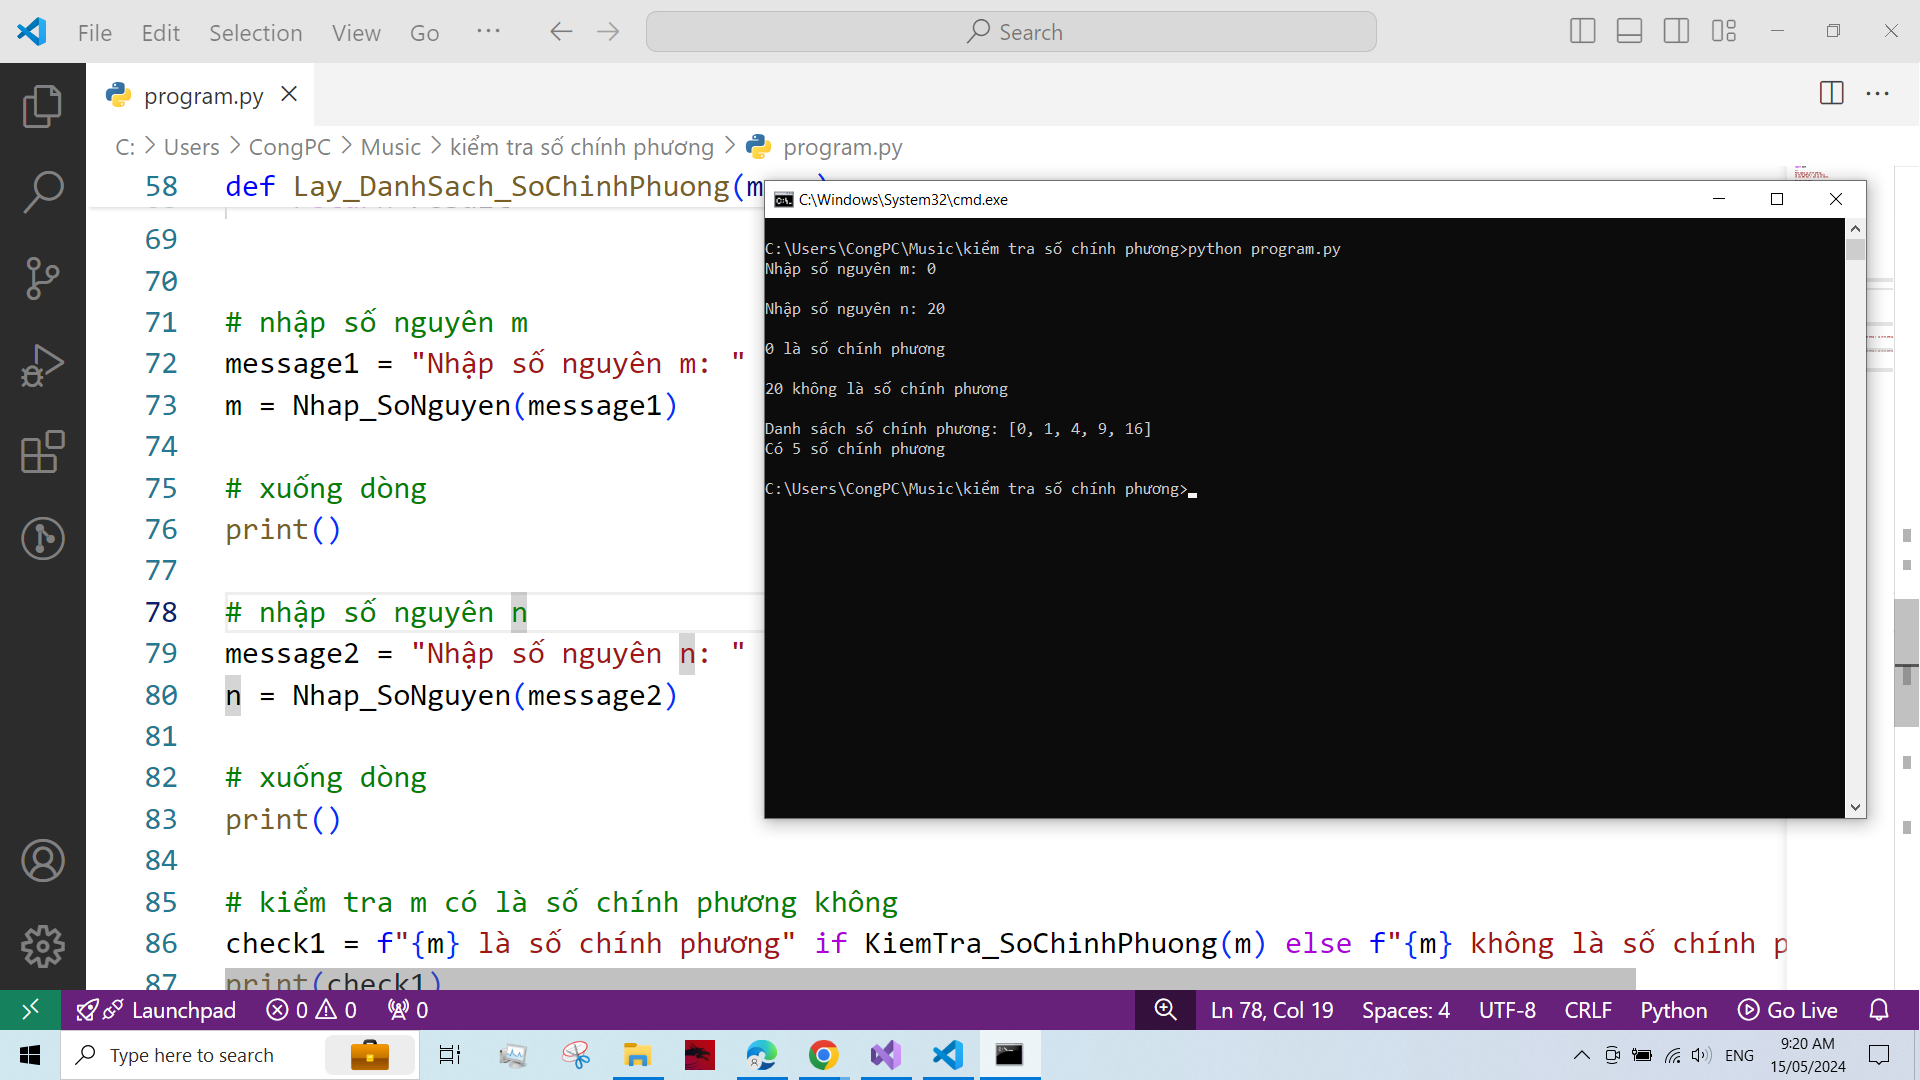 File Edit Selection View Go ··· Search
program.py
C: > Users > CongPC > Music > kiểm tra số chính phương > program.py
58 def Lay_DanhSach_SoChinhPhuong(m
69
70
71 # nhập số nguyên m
72 message1 = "Nhập số nguyên m: "
73 m = Nhap_SoNguyen(message1)
74
75 # xuống dòng
76 print()
77
78 # nhập số nguyên n
79 message2 = "Nhập số nguyên n: "
80 n = Nhap_SoNguyen(message2)
81
82 # xuống dòng
83 print()
84
85 # kiểm tra m có là số chính phương không
86 check1 = f"{m} là số chính phương" if KiemTra_SoChinhPhuong(m) else f"{m} không là số chính p
87 print(check1)
C:\Windows\System32\cmd.exe
C:\Users\CongPC\Music\kiểm tra số chính phương>python program.py
Nhập số nguyên m: 0
Nhập số nguyên n: 20
0 là số chính phương
20 không là số chính phương
Danh sách số chính phương: [0, 1, 4, 9, 16]
Có 5 số chính phương
C:\Users\CongPC\Music\kiểm tra số chính phương>
Launchpad 0 0 0 Ln 78, Col 19 Spaces: 4 UTF-8 CRLF Python Go Live
Type here to search ENG 9:20 AM
15/05/2024